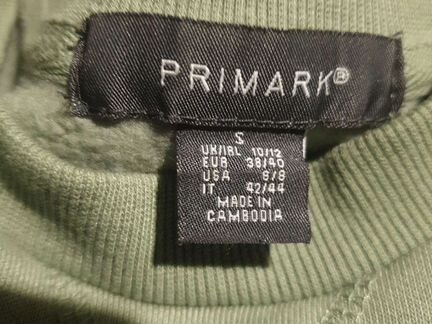 PRIMARK®
S
UK/IRL 10/12
EUR 38/40
USA 6/8
IT 42/44
MADE IN
CAMBODIA